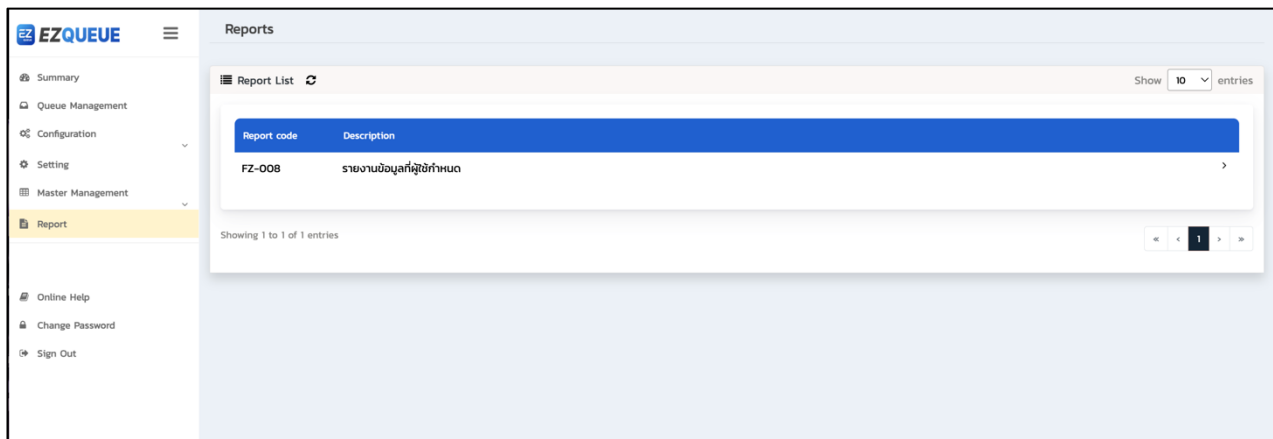 EZ EZQUEUE
Summary
Queue Management
Configuration
Setting
Master Management
Report
Online Help
Change Password
Sign Out
Reports
Report List
Show 10 entries
Report code Description
FZ-008 รายงานข้อมูลที่ผู้ใช้กำหนด
Showing 1 to 1 of 1 entries
« ‹ 1 › »